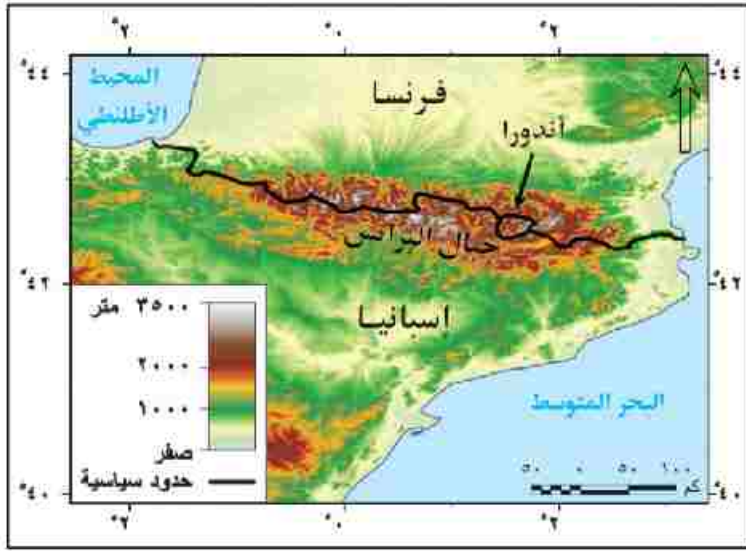 °٢ °٠ °٢
°٤٤ °٤٤
المحيط
الأطلنطي
فرنسا
أندورا
جبال البرانس
°٤٢ °٤٢
إسبانيا
٣٥٠٠ متر
٢٠٠٠
١٠٠٠
صفر
حدود سياسية
البحر المتوسط
٥٠ ٠ ٥٠ ١٠٠
كم
°٤٠ °٤٠
°٢ °٠ °٢